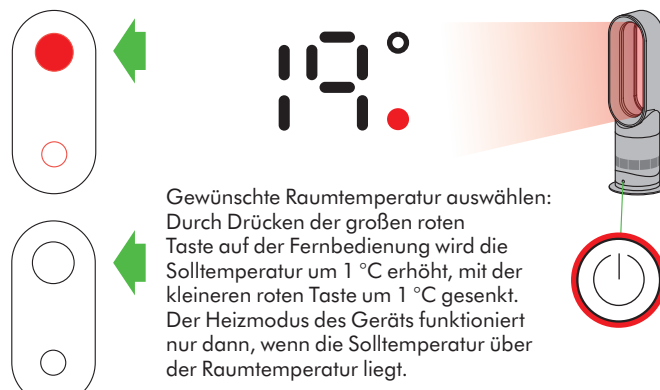 19°
Gewünschte Raumtemperatur auswählen:
Durch Drücken der großen roten
Taste auf der Fernbedienung wird die
Solltemperatur um 1 °C erhöht, mit der
kleineren roten Taste um 1 °C gesenkt.
Der Heizmodus des Geräts funktioniert
nur dann, wenn die Solltemperatur über
der Raumtemperatur liegt.